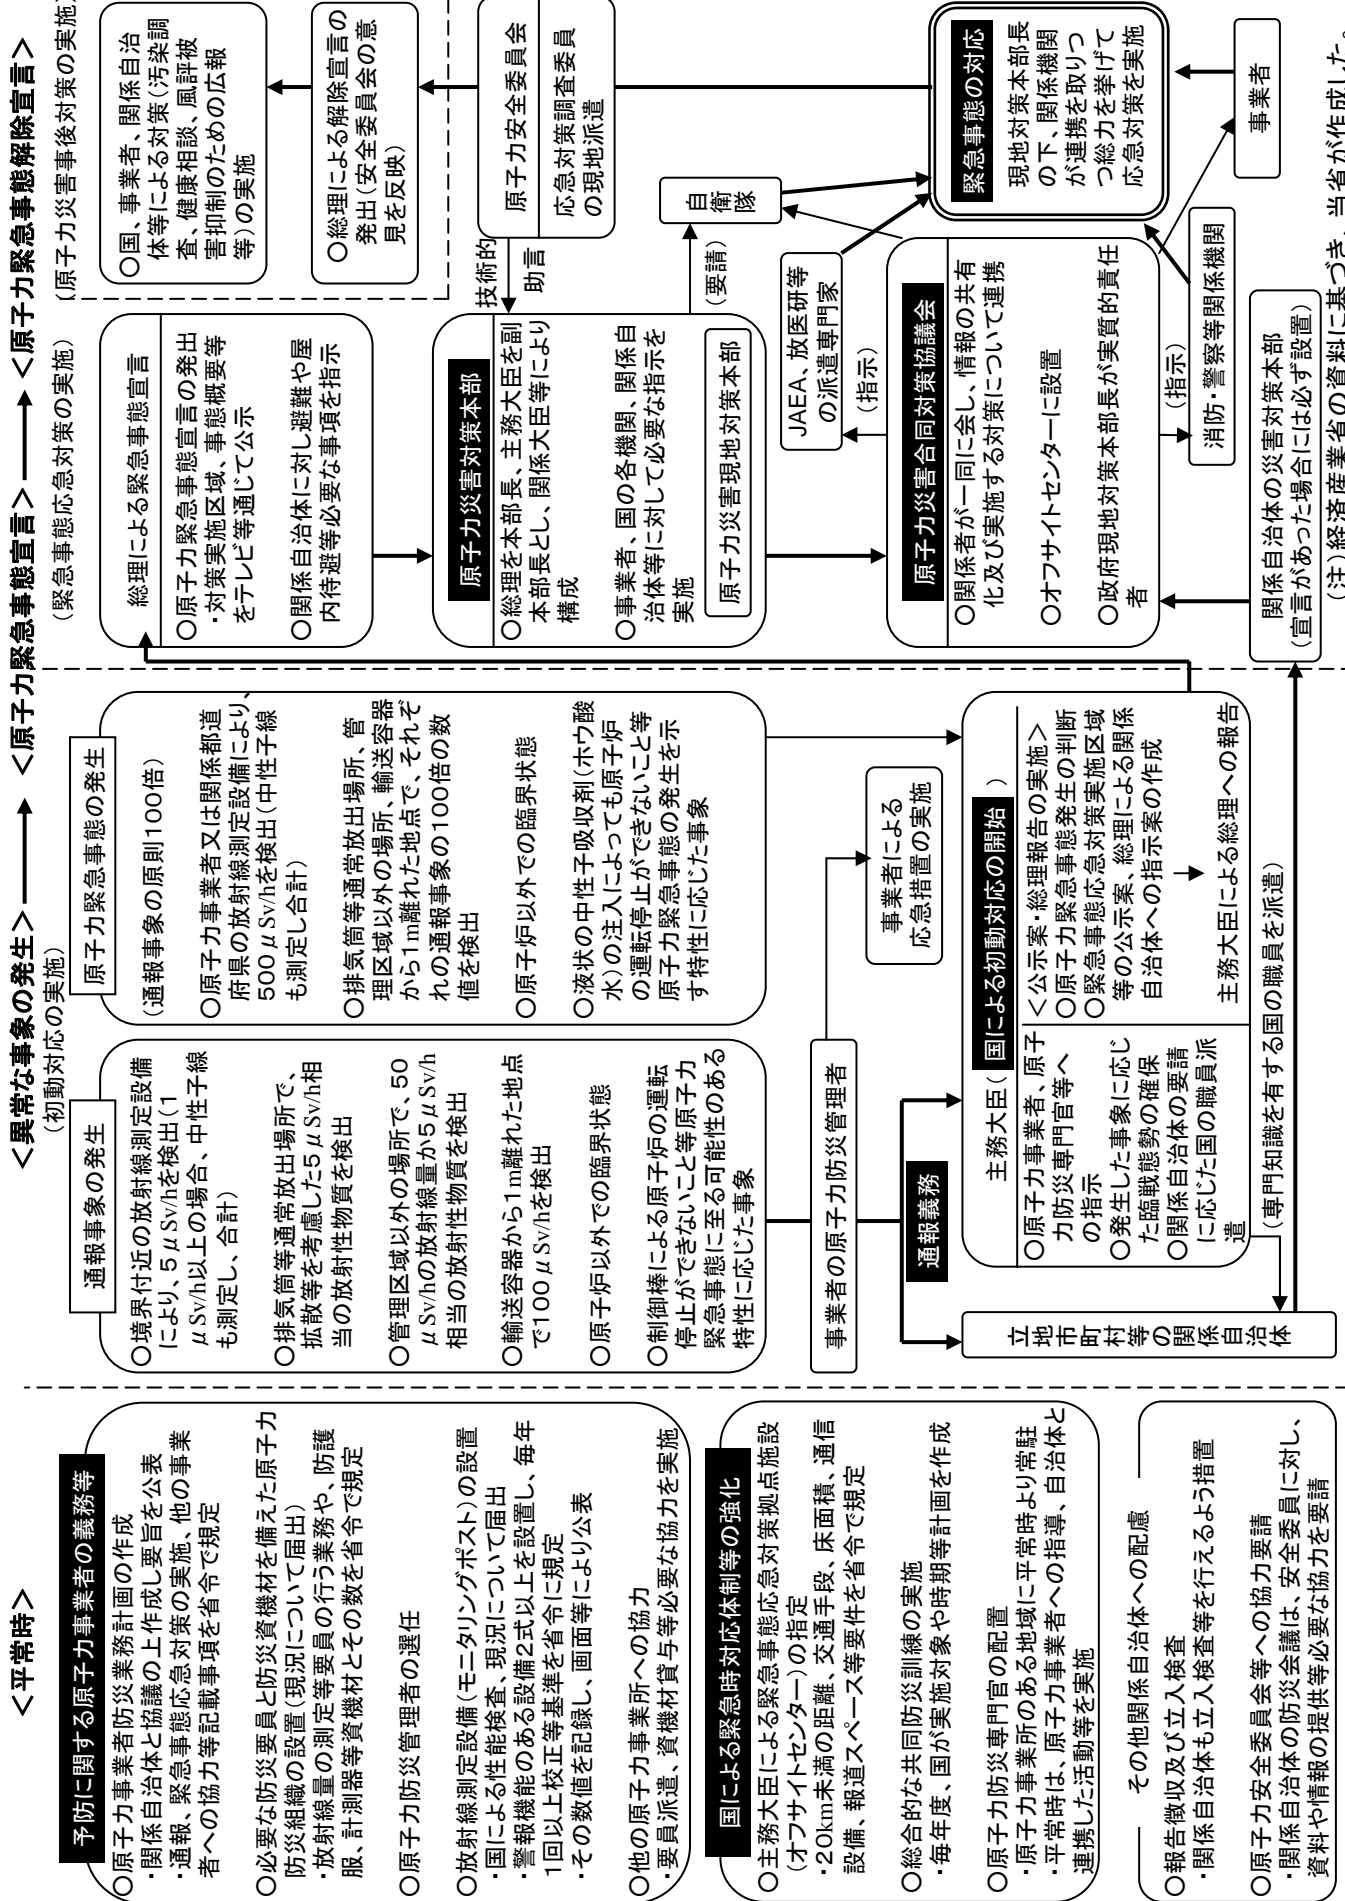 <平常時>
予防に関する原子力事業者の義務等
○原子力事業者防災業務計画の作成
・関係自治体と協議の上作成し要旨を公表
・通報、緊急事態応急対策の実施、他の事業
者への協力等記載事項を省令で規定
○必要な防災要員と防災資機材を備えた原子力
防災組織の設置(現況について届出)
・放射線量の測定等要員の行う業務や、防護
服、計測器等資機材とその数を省令で規定
○原子力防災管理者の選任
○放射線測定設備(モニタリングポスト)の設置
・国による性能検査、現況について届出
・警報機能のある設備2式以上を設置し、毎年
1回以上校正等基準を省令に規定
・その数値を記録し、画面等により公表
○他の原子力事業所への協力
・要員派遣、資機材貸与等必要な協力を実施
国による緊急時対応体制等の強化
○主務大臣による緊急事態応急対策拠点施設
(オフサイトセンター)の指定
・20km未満の距離、交通手段、床面積、通信
設備、報道スペース等要件を省令で規定
○総合的な共同防災訓練の実施
・毎年度、国が実施対象や時期等計画を作成
○原子力防災専門官の配置
・原子力事業所のある地域に平常時より常駐
・平常時は、原子力事業者への指導、自治体と
連携した活動等を実施
その他関係自治体への配慮
○報告徴収及び立入検査
・関係自治体も立入検査等を行えるよう措置
○原子力安全委員会等への協力要請
・関係自治体の防災会議は、安全委員に対し、
資料や情報の提供等必要な協力を要請
<異常な事象の発生>
(初動対応の実施)
通報事象の発生
○境界付近の放射線測定設備
により、5μSv/hを検出(1
μSv/h以上の場合、中性子線
も測定し、合計)
○排気筒等通常放出場所で、
拡散等を考慮した5μSv/h相
当の放射性物質を検出
○管理区域以外の場所で、50
μSv/hの放射線量か5μSv/h
相当の放射性物質を検出
○輸送容器から1m離れた地点
で100μSv/hを検出
○原子炉以外での臨界状態
○制御棒による原子炉の運転
停止ができないこと等原子力
緊急事態に至る可能性のある
特性に応じた事象
原子力緊急事態の発生
(通報事象の原則100倍)
○原子力事業者又は関係都道
府県の放射線測定設備により、
500μSv/hを検出(中性子線
も測定し合計)
○排気筒等通常放出場所、管
理区域以外の場所、輸送容器
から1m離れた地点で、それぞ
れの通報事象の100倍の数
値を検出
○原子炉以外での臨界状態
○液状の中性子吸収剤(ホウ酸
水)の注入によっても原子炉
の運転停止ができないこと等
原子力緊急事態の発生を示
す特性に応じた事象
事業者の原子力防災管理者
事業者による
応急措置の実施
通報義務
主務大臣(国による初動対応の開始)
○原子力事業者、原子
力防災専門官等へ
の指示
○発生した事象に応じ
た臨戦態勢の確保
○関係自治体の要請
に応じた国の職員派
遣
<公示案・総理報告の実施>
○原子力緊急事態発生の判断
○緊急事態応急対策実施区域
等の公示案、総理による関係
自治体への指示案の作成
主務大臣による総理への報告
立地市町村等の関係自治体
(専門知識を有する国の職員を派遣)
<原子力緊急事態宣言>
(緊急事態応急対策の実施)
総理による緊急事態宣言
○原子力緊急事態宣言の発出
・対策実施区域、事態概要等
をテレビ等通じて公示
○関係自治体に対し避難や屋
内待避等必要な事項を指示
原子力災害対策本部
○総理を本部長、主務大臣を副
本部長とし、関係大臣等により
構成
○事業者、国の各機関、関係自
治体等に対して必要な指示を
実施
原子力災害現地対策本部
原子力災害合同対策協議会
○関係者が一同に会し、情報の共有
化及び実施する対策について連携
○オフサイトセンターに設置
○政府現地対策本部長が実質的責任
者
関係自治体の災害対策本部
(宣言があった場合には必ず設置)
<原子力緊急事態解除宣言>
(原子力災害事後対策の実施)
○国、事業者、関係自治
体等による対策(汚染調
査、健康相談、風評被
害抑制のための広報
等)の実施
○総理による解除宣言の
発出(安全委員会の意
見を反映)
原子力安全委員会
応急対策調査委員
の現地派遣
技術的
助言
(要請)
自衛隊
JAEA、放医研等
の派遣専門家
(指示)
(指示)
消防・警察等関係機関
緊急事態の対応
現地対策本部長
の下、関係機関
が連携を取りつ
つ総力を挙げて
応急対策を実施
事業者
(注)経済産業省の資料に基づき、当省が作成した。